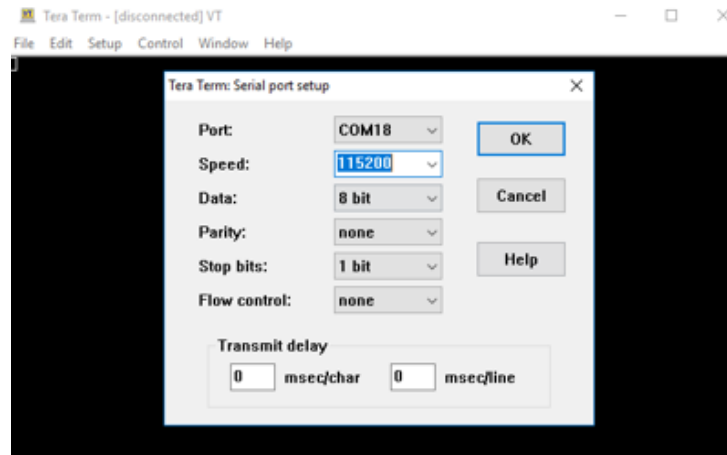 VT Tera Term - [disconnected] VT
File Edit Setup Control Window Help
Tera Term: Serial port setup
Port: COM18 OK
Speed: 115200
Data: 8 bit Cancel
Parity: none
Stop bits: 1 bit Help
Flow control: none
Transmit delay
0 msec/char 0 msec/line